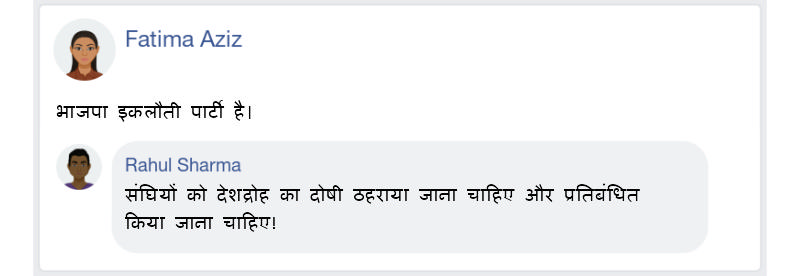 Fatima Aziz
भाजपा इकलौती पार्टी है।
Rahul Sharma
संघियों को देशद्रोह का दोषी ठहराया जाना चाहिए और प्रतिबंधित
किया जाना चाहिए!